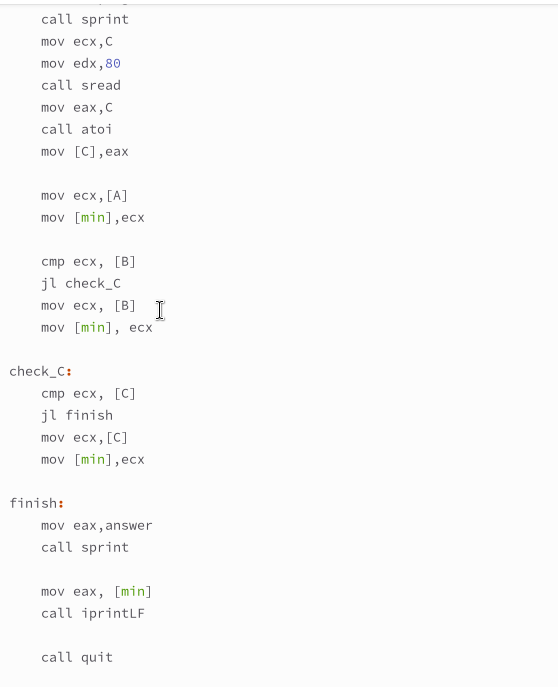 call sprint
mov ecx,C
mov edx,80
call sread
mov eax,C
call atoi
mov [C],eax
mov ecx,[A]
mov [min],ecx
cmp ecx, [B]
jl check_C
mov ecx, [B]
mov [min], ecx
check_C:
cmp ecx, [C]
jl finish
mov ecx,[C]
mov [min],ecx
finish:
mov eax,answer
call sprint
mov eax, [min]
call iprintLF
call quit